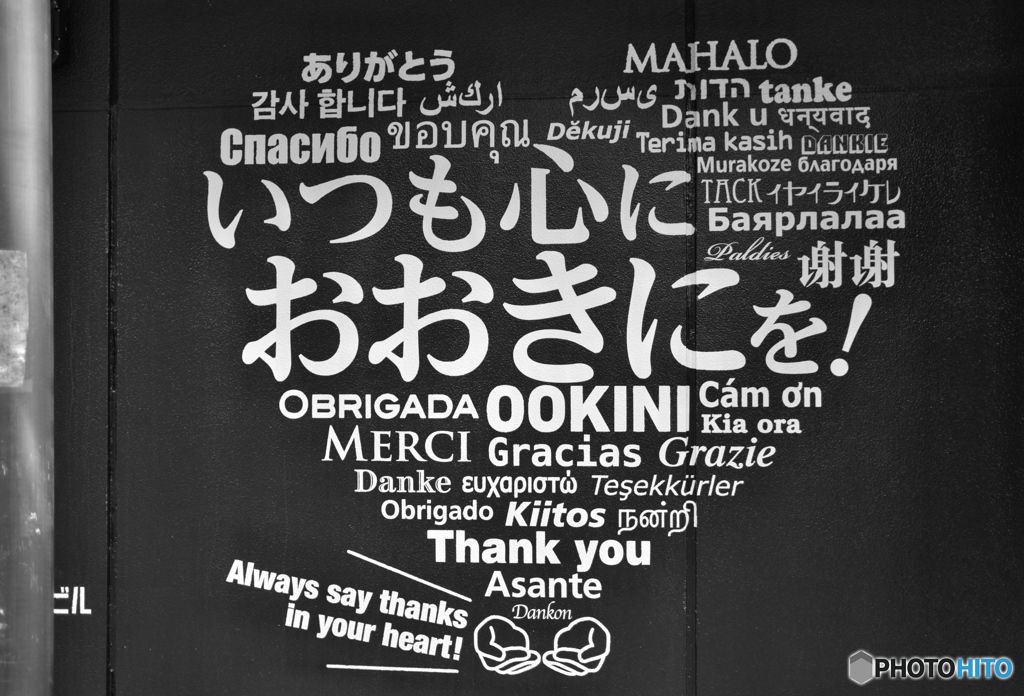 ありがとう
MAHALO
감사 합니다
اركش
یسرم
הדות
tanke
Спасибо
ขอบคุณ
Děkuji
Dank u
धन्यवाद
Terima kasih
DANKIE
Murakoze
благодаря
いつも心に
TACK
イヤイライケレ
Баярлалаа
Paldies
谢谢
おおきにを!
OBRIGADA
OOKINI
Cám ơn
Kia ora
MERCI
Gracias
Grazie
Danke
ευχαριστώ
Teşekkürler
Obrigado
Kiitos
நன்றி
Thank you
Asante
Dankon
Always say thanks
in your heart!
ビル
PHOTOHITO